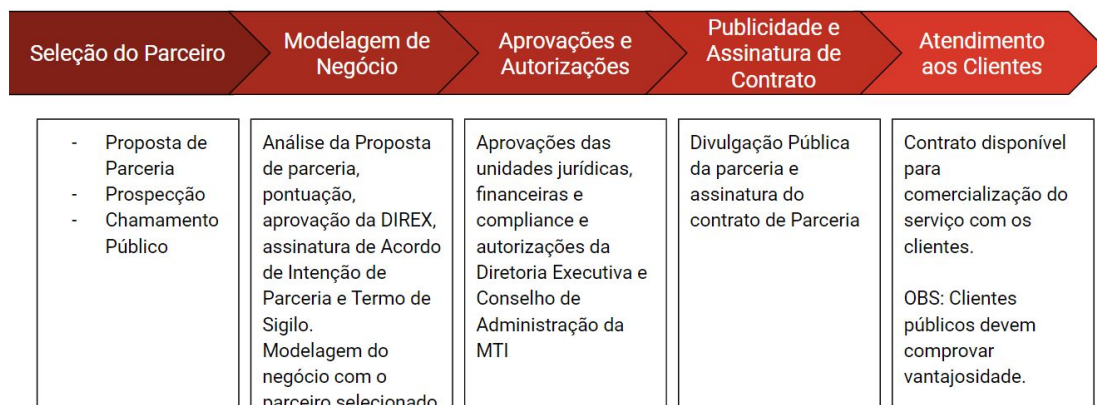 Seleção do Parceiro
Modelagem de
Negócio
Aprovações e
Autorizações
Publicidade e
Assinatura de
Contrato
Atendimento
aos Clientes
- Proposta de
Parceria
- Prospecção
- Chamamento
Público
Análise da Proposta
de parceria,
pontuação,
aprovação da DIREX,
assinatura de Acordo
de Intenção de
Parceria e Termo de
Sigilo.
Modelagem do
negócio com o
parceiro selecionado
Aprovações das
unidades jurídicas,
financeiras e
compliance e
autorizações da
Diretoria Executiva e
Conselho de
Administração da
MTI
Divulgação Pública
da parceria e
assinatura do
contrato de Parceria
Contrato disponível
para
comercialização do
serviço com os
clientes.
OBS: Clientes
públicos devem
comprovar
vantajosidade.